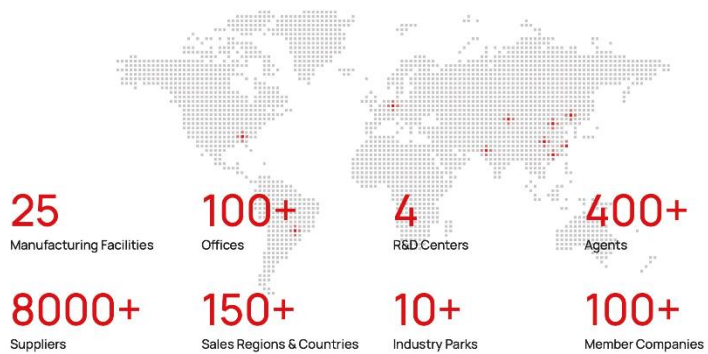 25
Manufacturing Facilities
100+
Offices
4
R&D Centers
400+
Agents
8000+
Suppliers
150+
Sales Regions & Countries
10+
Industry Parks
100+
Member Companies